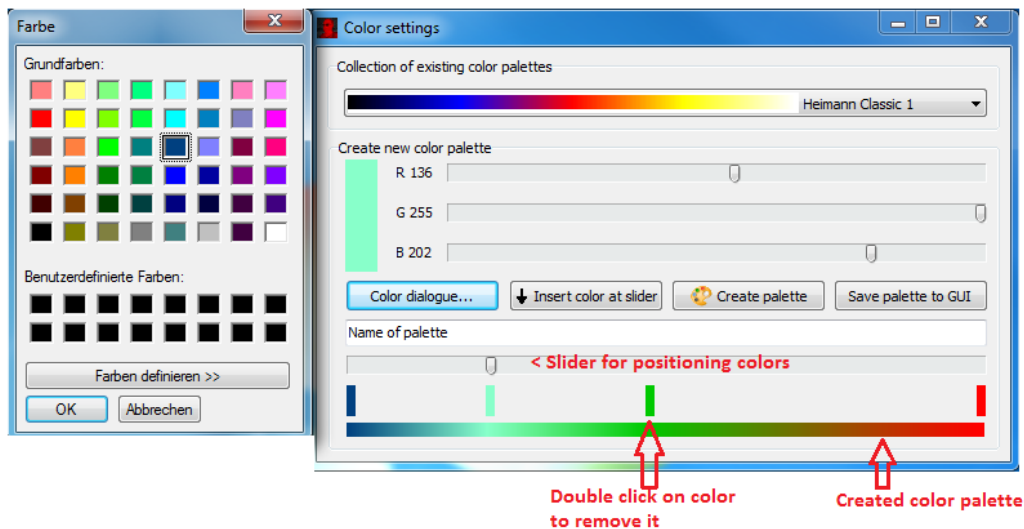 Farbe
Grundfarben:
Benutzerdefinierte Farben:
Farben definieren >>
OK
Abbrechen
Color settings
Collection of existing color palettes
Heimann Classic 1
Create new color palette
R 136
G 255
B 202
Color dialogue...
Insert color at slider
Create palette
Save palette to GUI
Name of palette
< Slider for positioning colors
Double click on color
to remove it
Created color palette